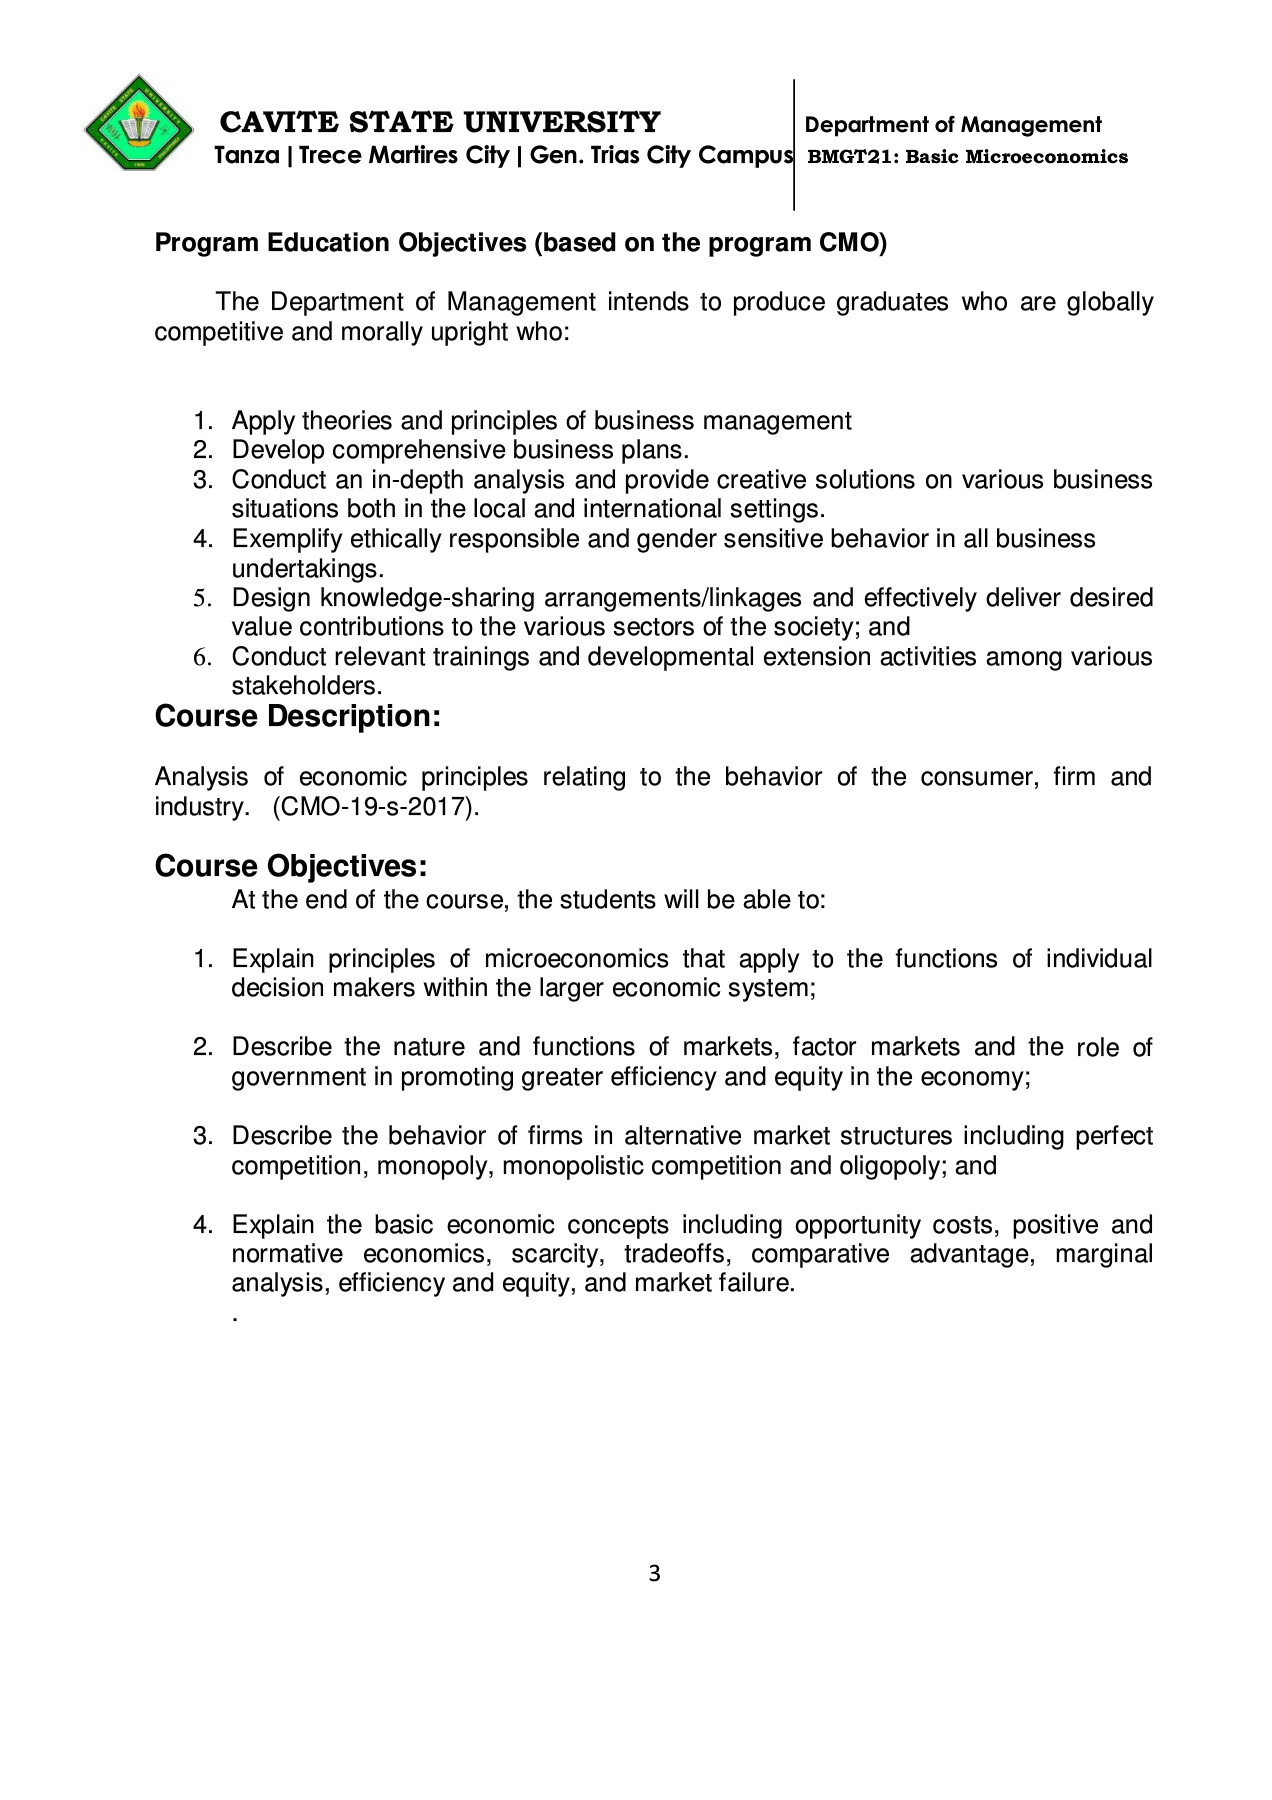 CAVITE STATE UNIVERSITY
Department of Management
Tanza | Trece Martires City | Gen. Trias City Campus
BMGT21: Basic Microeconomics
CAVITE STATE UNIVERSITY
CAVITE
1906
PHILIPPINES
Program Education Objectives (based on the program CMO)
The Department of Management intends to produce graduates who are globally
competitive and morally upright who:
1. Apply theories and principles of business management
2. Develop comprehensive business plans.
3. Conduct an in-depth analysis and provide creative solutions on various business
situations both in the local and international settings.
4. Exemplify ethically responsible and gender sensitive behavior in all business
undertakings.
5. Design knowledge-sharing arrangements/linkages and effectively deliver desired
value contributions to the various sectors of the society; and
6. Conduct relevant trainings and developmental extension activities among various
stakeholders.
Course Description:
Analysis of economic principles relating to the behavior of the consumer, firm and
industry. (CMO-19-s-2017).
Course Objectives:
At the end of the course, the students will be able to:
1. Explain principles of microeconomics that apply to the functions of individual
decision makers within the larger economic system;
2. Describe the nature and functions of markets, factor markets and the role of
government in promoting greater efficiency and equity in the economy;
3. Describe the behavior of firms in alternative market structures including perfect
competition, monopoly, monopolistic competition and oligopoly; and
4. Explain the basic economic concepts including opportunity costs, positive and
normative economics, scarcity, tradeoffs, comparative advantage, marginal
analysis, efficiency and equity, and market failure.
.
3